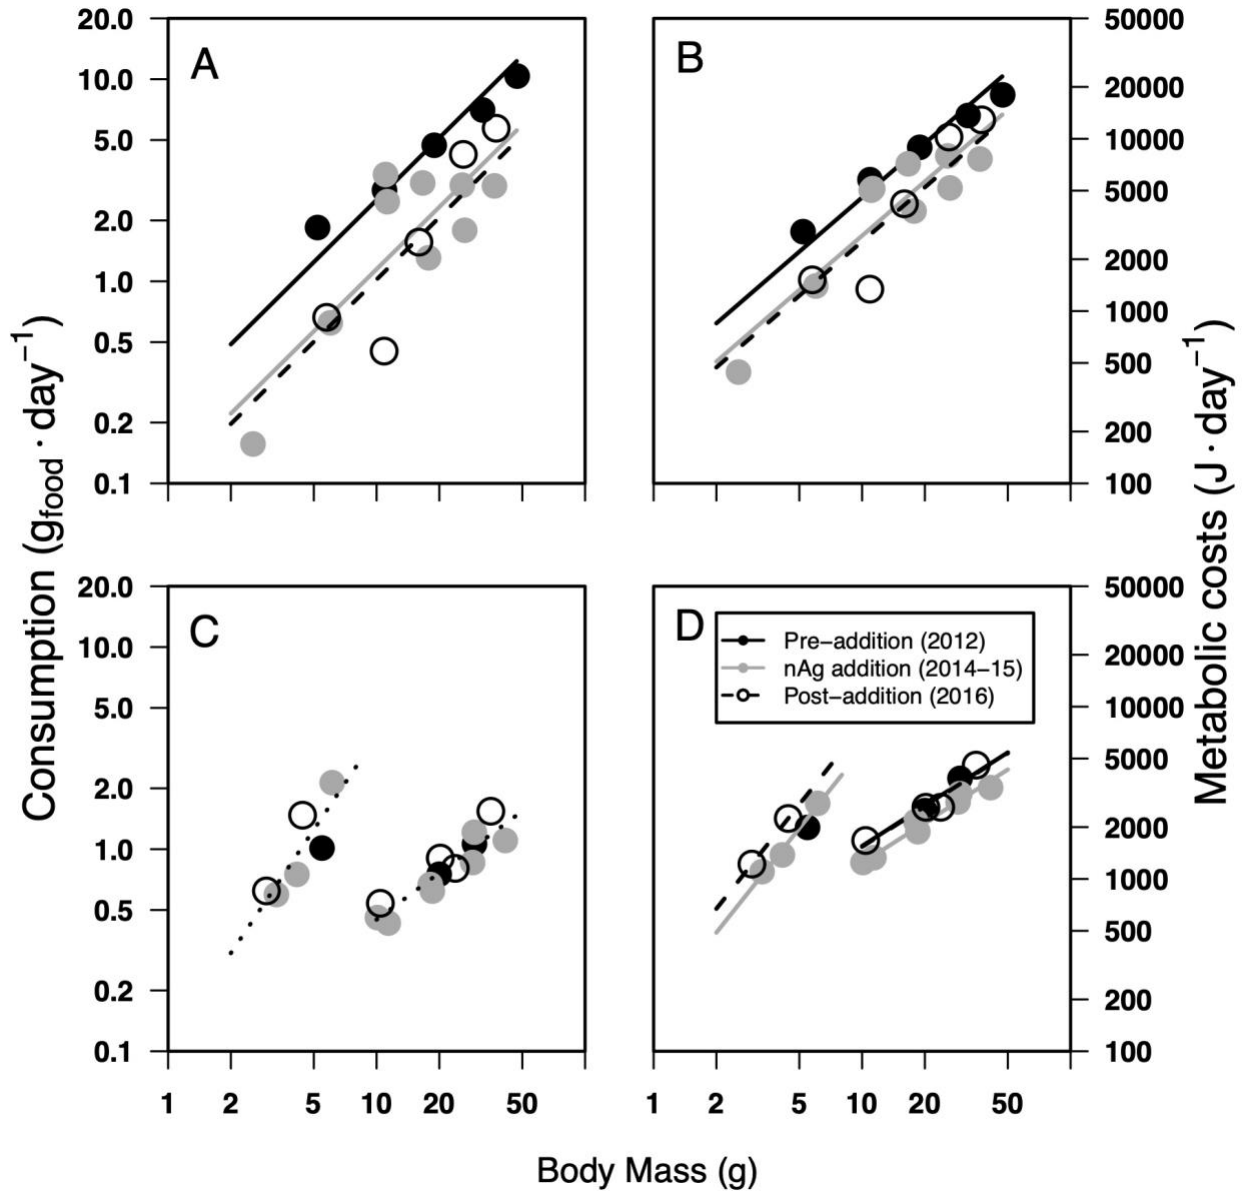 Consumption (gfood · day−1)
Metabolic costs (J · day−1)
A
20.0
10.0
5.0
2.0
1.0
0.5
0.2
0.1
B
50000
20000
10000
5000
2000
1000
500
200
100
C
20.0
10.0
5.0
2.0
1.0
0.5
0.2
0.1
1 2 5 10 20 50
D
Pre−addition (2012)
nAg addition (2014−15)
Post−addition (2016)
50000
20000
10000
5000
2000
1000
500
200
100
1 2 5 10 20 50
Body Mass (g)